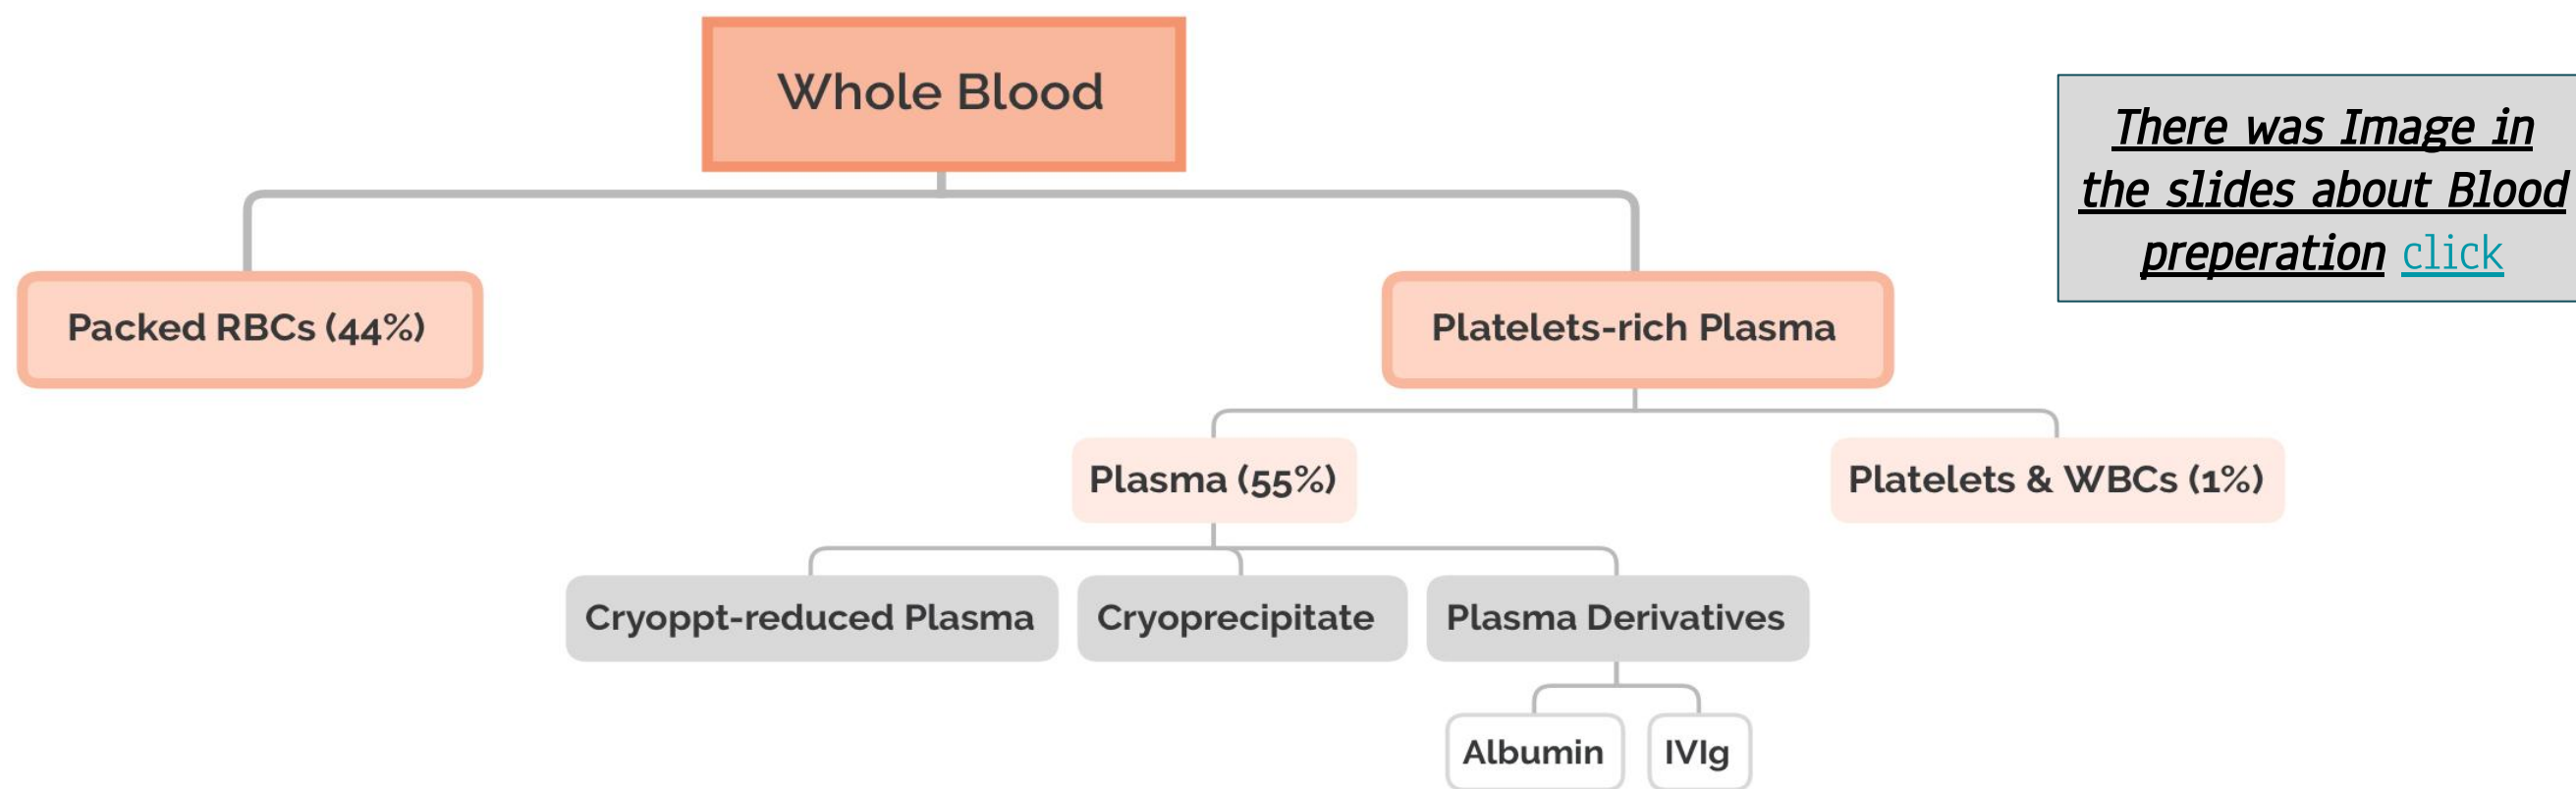 Whole Blood
There was Image in
the slides about Blood
preperation click
Packed RBCs (44%)
Platelets-rich Plasma
Plasma (55%)
Platelets & WBCs (1%)
Cryoppt-reduced Plasma
Cryoprecipitate
Plasma Derivatives
Albumin
IVIg